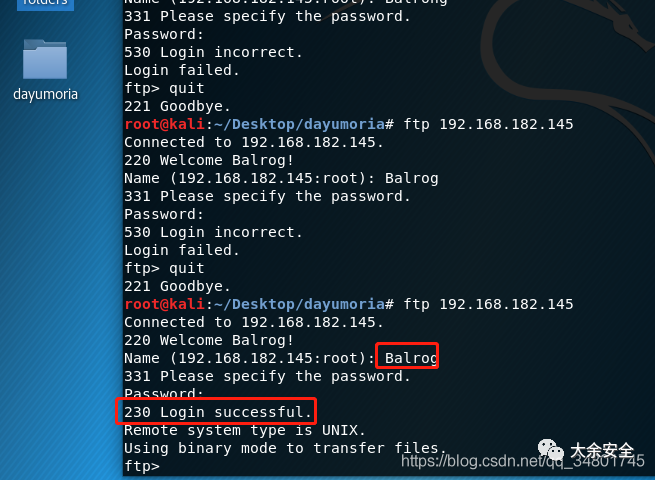 folders
dayumoria
Name (192.168.182.145:root): Balrong
331 Please specify the password.
Password:
530 Login incorrect.
Login failed.
ftp> quit
221 Goodbye.
root@kali:~/Desktop/dayumoria# ftp 192.168.182.145
Connected to 192.168.182.145.
220 Welcome Balrog!
Name (192.168.182.145:root): Balrog
331 Please specify the password.
Password:
530 Login incorrect.
Login failed.
ftp> quit
221 Goodbye.
root@kali:~/Desktop/dayumoria# ftp 192.168.182.145
Connected to 192.168.182.145.
220 Welcome Balrog!
Name (192.168.182.145:root): Balrog
331 Please specify the password.
Password:
230 Login successful.
Remote system type is UNIX.
Using binary mode to transfer files.
ftp>
大余安全
https://blog.csdn.net/qq_34801745